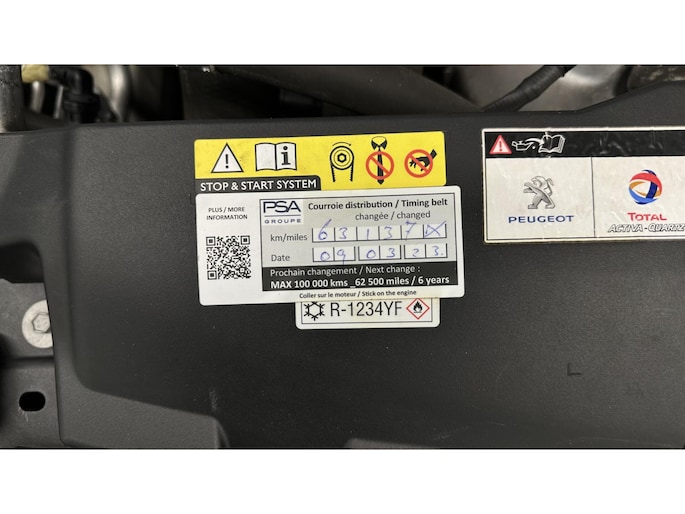 STOP & START SYSTEM
PLUS / MORE
INFORMATION
PSA
GROUPE
Courroie distribution / Timing belt
changée / changed
km/miles 6 3 1 3 7
Date 0 9 0 3 2 3
Prochain changement / Next change :
MAX 100 000 kms _62 500 miles / 6 years
Coller sur le moteur / Stick on the engine
R-1234YF
PEUGEOT
TOTAL
ACTIVA-QUARTZ